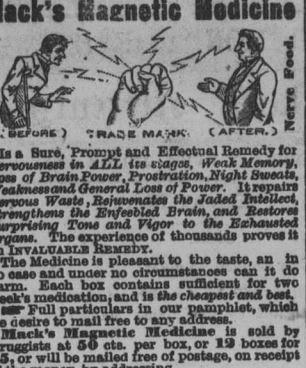 Mack's Magnetic Medicine
Nerve Food.
(BEFORE.) TRADE MARK. (AFTER.)
Is a Sure, Prompt and Effectual Remedy for
ervousness in ALL its stages, Weak Memory,
oss of Brain Power, Prostration, Night Sweats,
eakness and General Loss of Power. It repairs
ervous Waste, Rejuvenates the Jaded Intellect,
trengthens the Enfeebled Brain, and Restores
urprising Tone and Vigor to the Exhausted
rgans. The experience of thousands proves it
INVALUABLE REMEDY.
The Medicine is pleasant to the taste, an in
o case and under no circumstances can it do
arm. Each box contains sufficient for two
eek's medication, and is the cheapest and best.
Full particulars in our pamphlet, which
e desire to mail free to any address.
Mack's Magnetic Medicine is sold by
ruggists at 50 cts. per box, or 12 boxes for
5, or will be mailed free of postage, on receipt